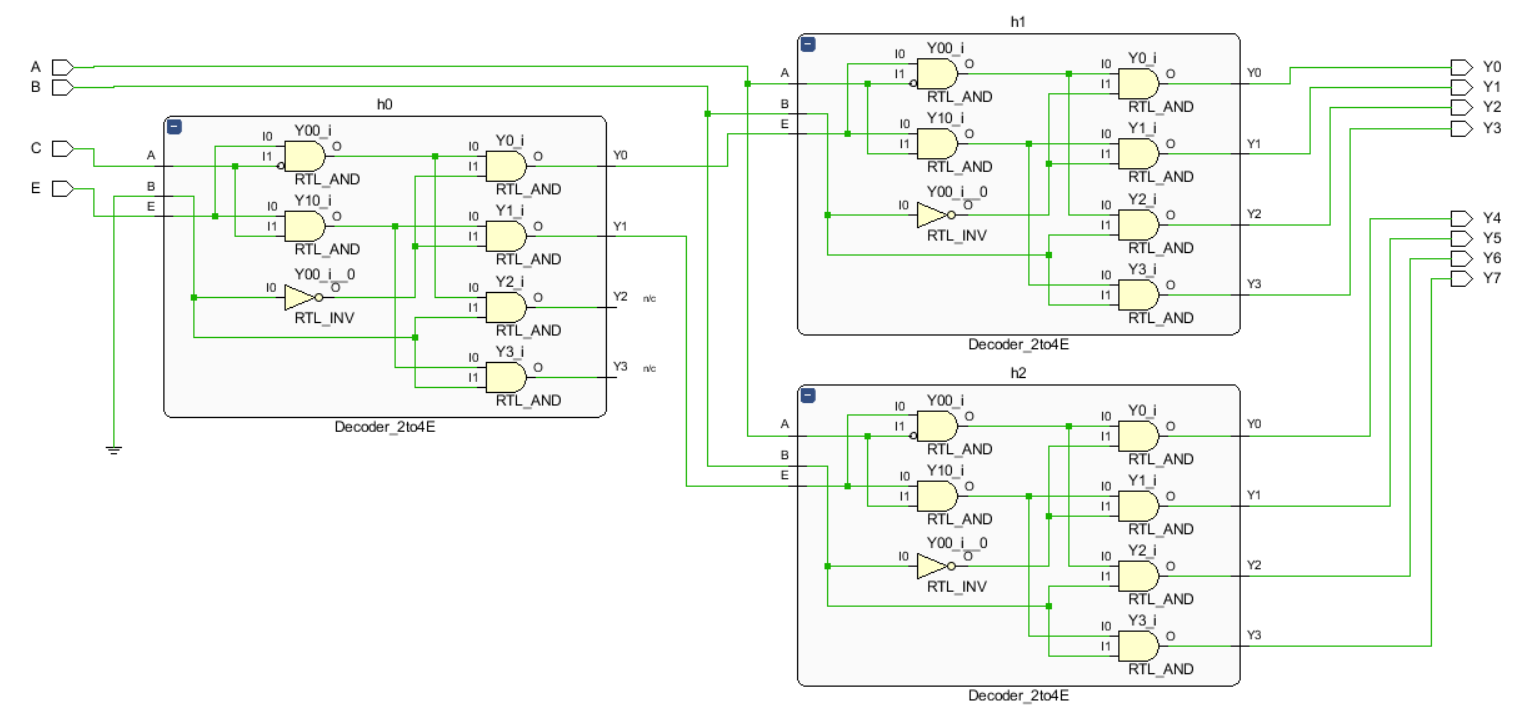 A
B
C
E
h0
A
B
E
I0
I1
Y00_i
O
RTL_AND
I0
I1
Y10_i
O
RTL_AND
I0
Y00_i__0
O
RTL_INV
I0
I1
Y0_i
O
RTL_AND
I0
I1
Y1_i
O
RTL_AND
I0
I1
Y2_i
O
RTL_AND
I0
I1
Y3_i
O
RTL_AND
Y0
Y1
Y2 n/c
Y3 n/c
Decoder_2to4E
h1
A
B
E
I0
I1
Y00_i
O
RTL_AND
I0
I1
Y10_i
O
RTL_AND
I0
Y00_i__0
O
RTL_INV
I0
I1
Y0_i
O
RTL_AND
I0
I1
Y1_i
O
RTL_AND
I0
I1
Y2_i
O
RTL_AND
I0
I1
Y3_i
O
RTL_AND
Y0
Y1
Y2
Y3
Decoder_2to4E
h2
A
B
E
I0
I1
Y00_i
O
RTL_AND
I0
I1
Y10_i
O
RTL_AND
I0
Y00_i__0
O
RTL_INV
I0
I1
Y0_i
O
RTL_AND
I0
I1
Y1_i
O
RTL_AND
I0
I1
Y2_i
O
RTL_AND
I0
I1
Y3_i
O
RTL_AND
Y0
Y1
Y2
Y3
Decoder_2to4E
Y0
Y1
Y2
Y3
Y4
Y5
Y6
Y7